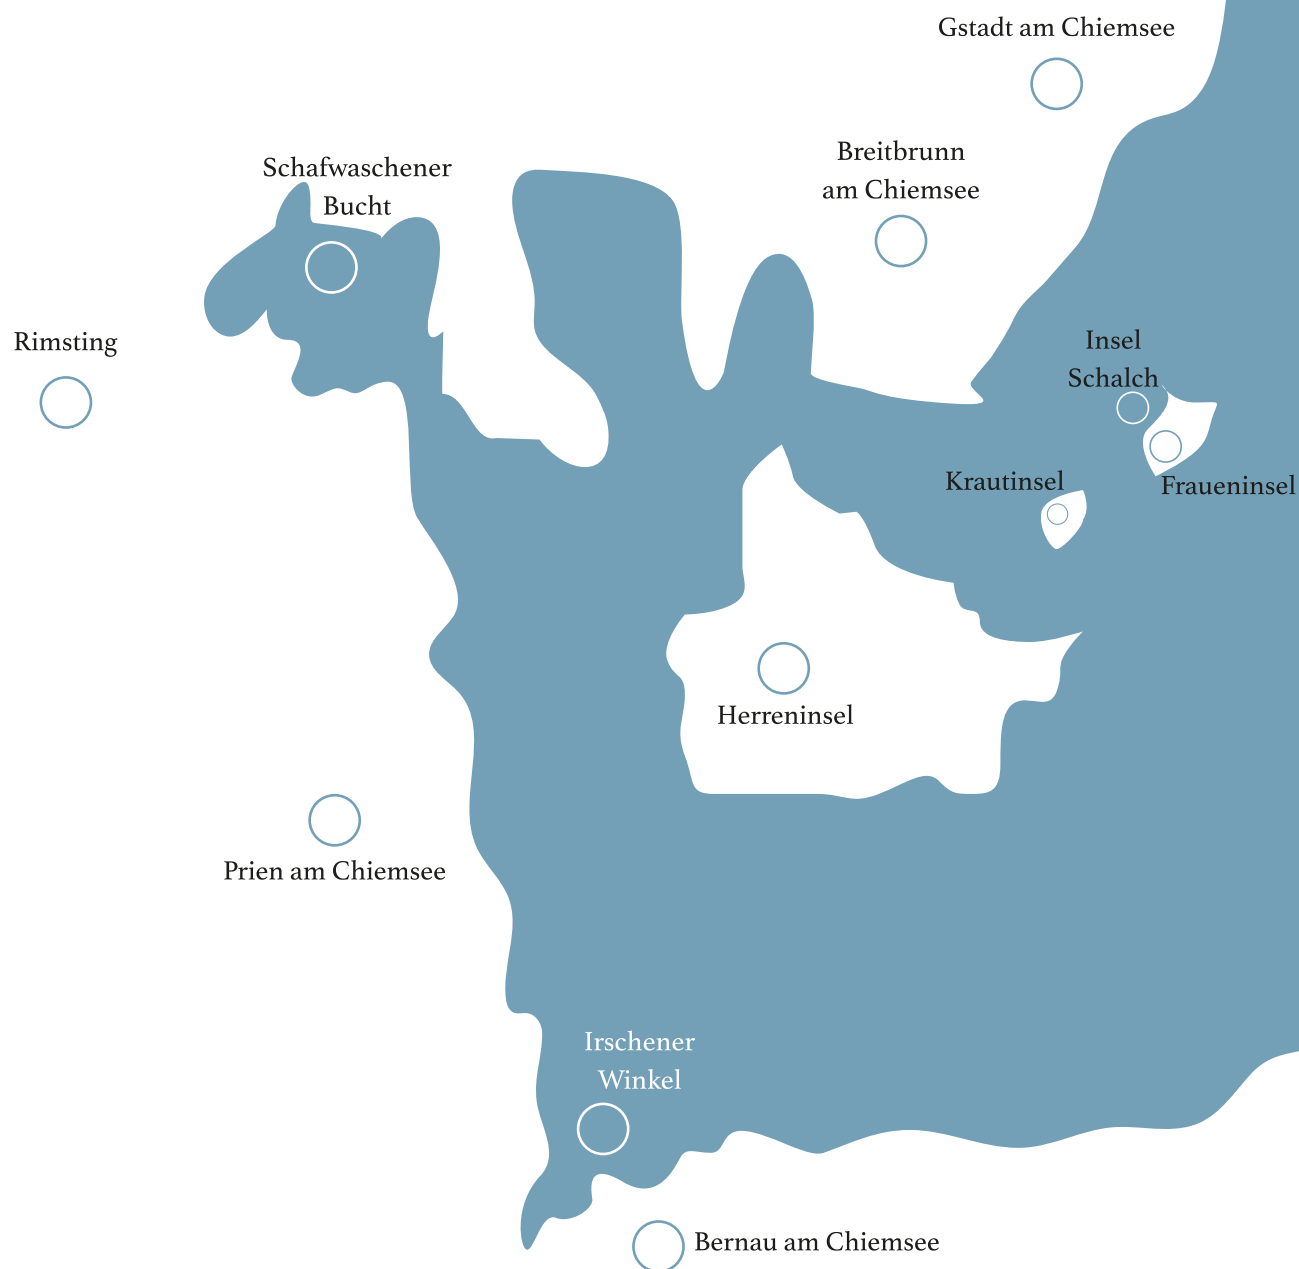 Gstadt am Chiemsee
Breitbrunn
am Chiemsee
Schafwaschener
Bucht
Rimsting
Insel
Schalch
Krautinsel
Fraueninsel
Herreninsel
Prien am Chiemsee
Irschener
Winkel
Bernau am Chiemsee